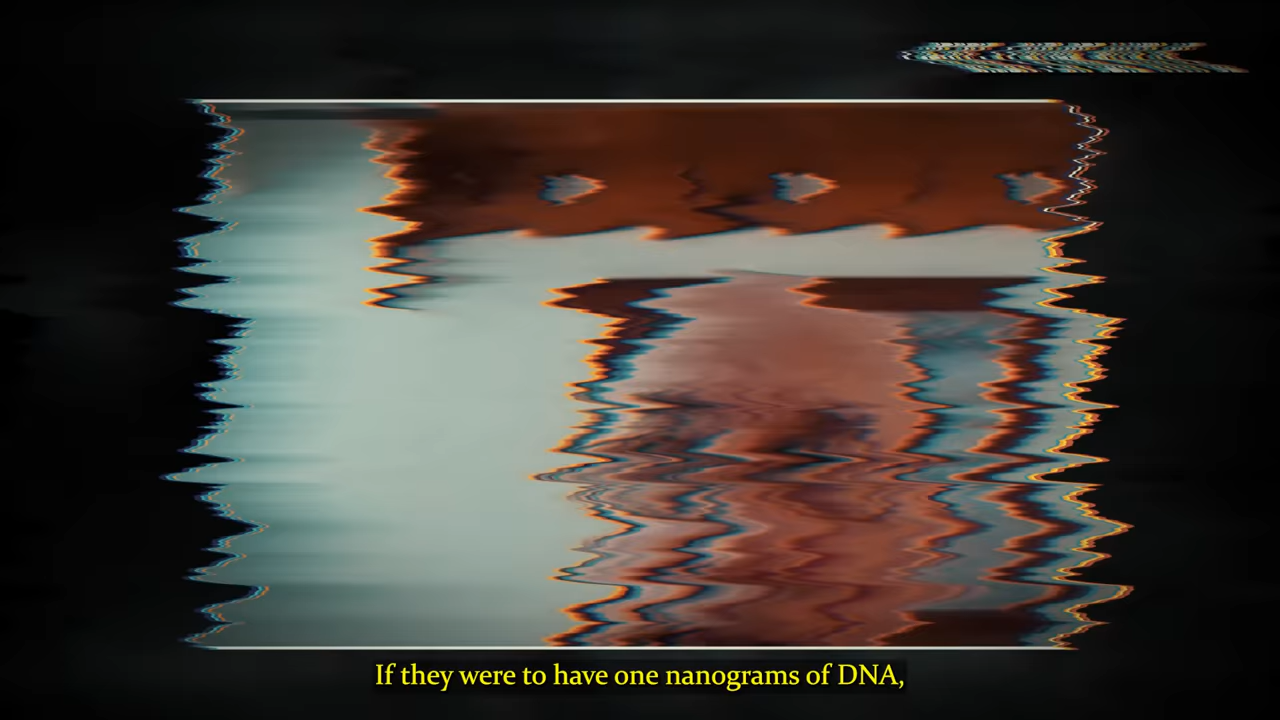 If they were to have one nanograms of DNA,